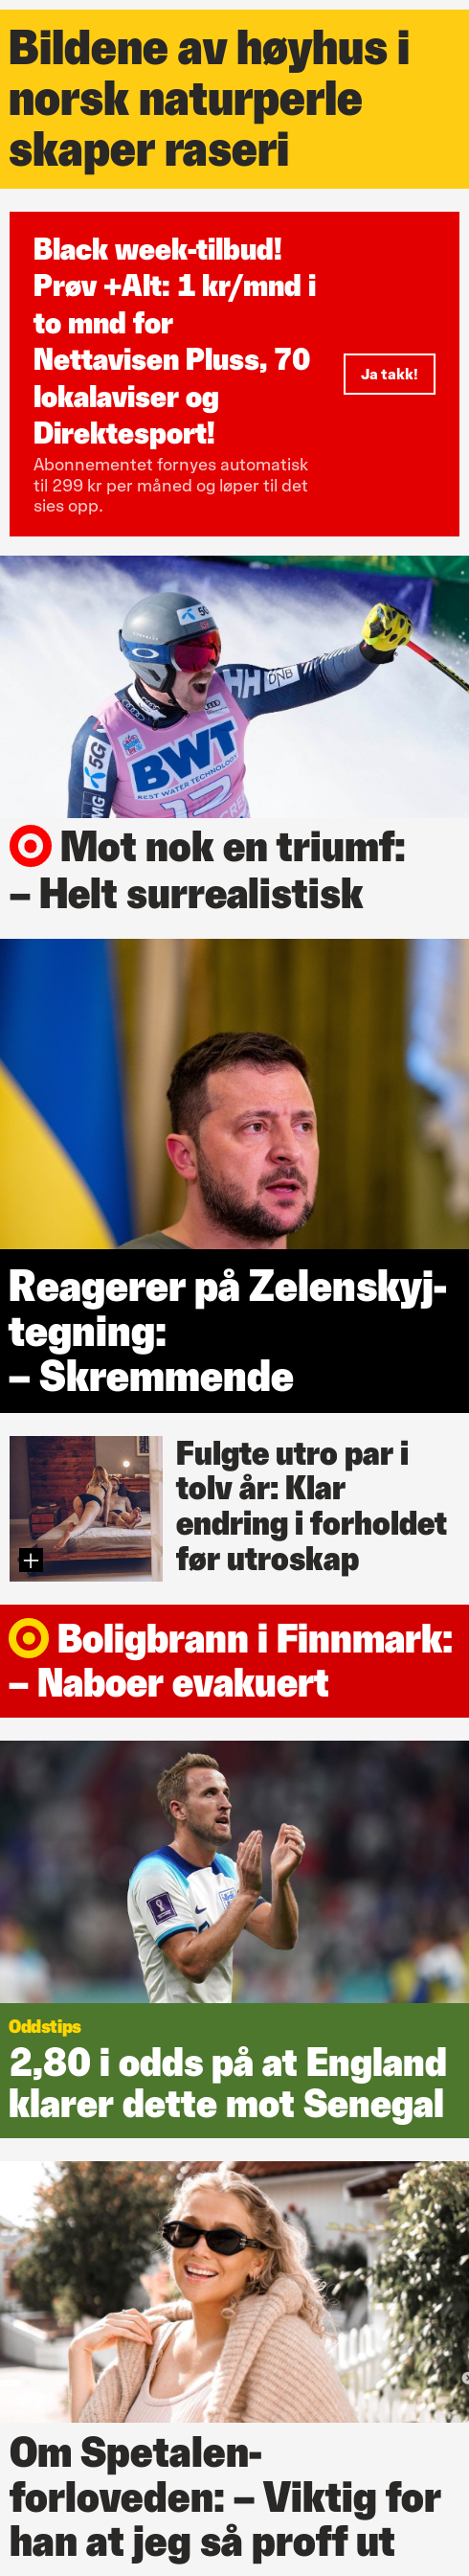 Bildene av høyhus i
norsk naturperle
skaper raseri
Black week-tilbud!
Prøv +Alt: 1 kr/mnd i
to mnd for
Nettavisen Pluss, 70
lokalaviser og
Direktesport!
Abonnementet fornyes automatisk
til 299 kr per måned og løper til det
sies opp.
Ja takk!
5G
HH
DNB
5G
BWT
BEST WATER TECHNOLOGY
Mot nok en triumf:
– Helt surrealistisk
Reagerer på Zelenskyj-
tegning:
– Skremmende
Fulgte utro par i
tolv år: Klar
endring i forholdet
før utroskap
Boligbrann i Finnmark:
– Naboer evakuert
Oddstips
2,80 i odds på at England
klarer dette mot Senegal
Om Spetalen-
forloveden: – Viktig for
han at jeg så proff ut